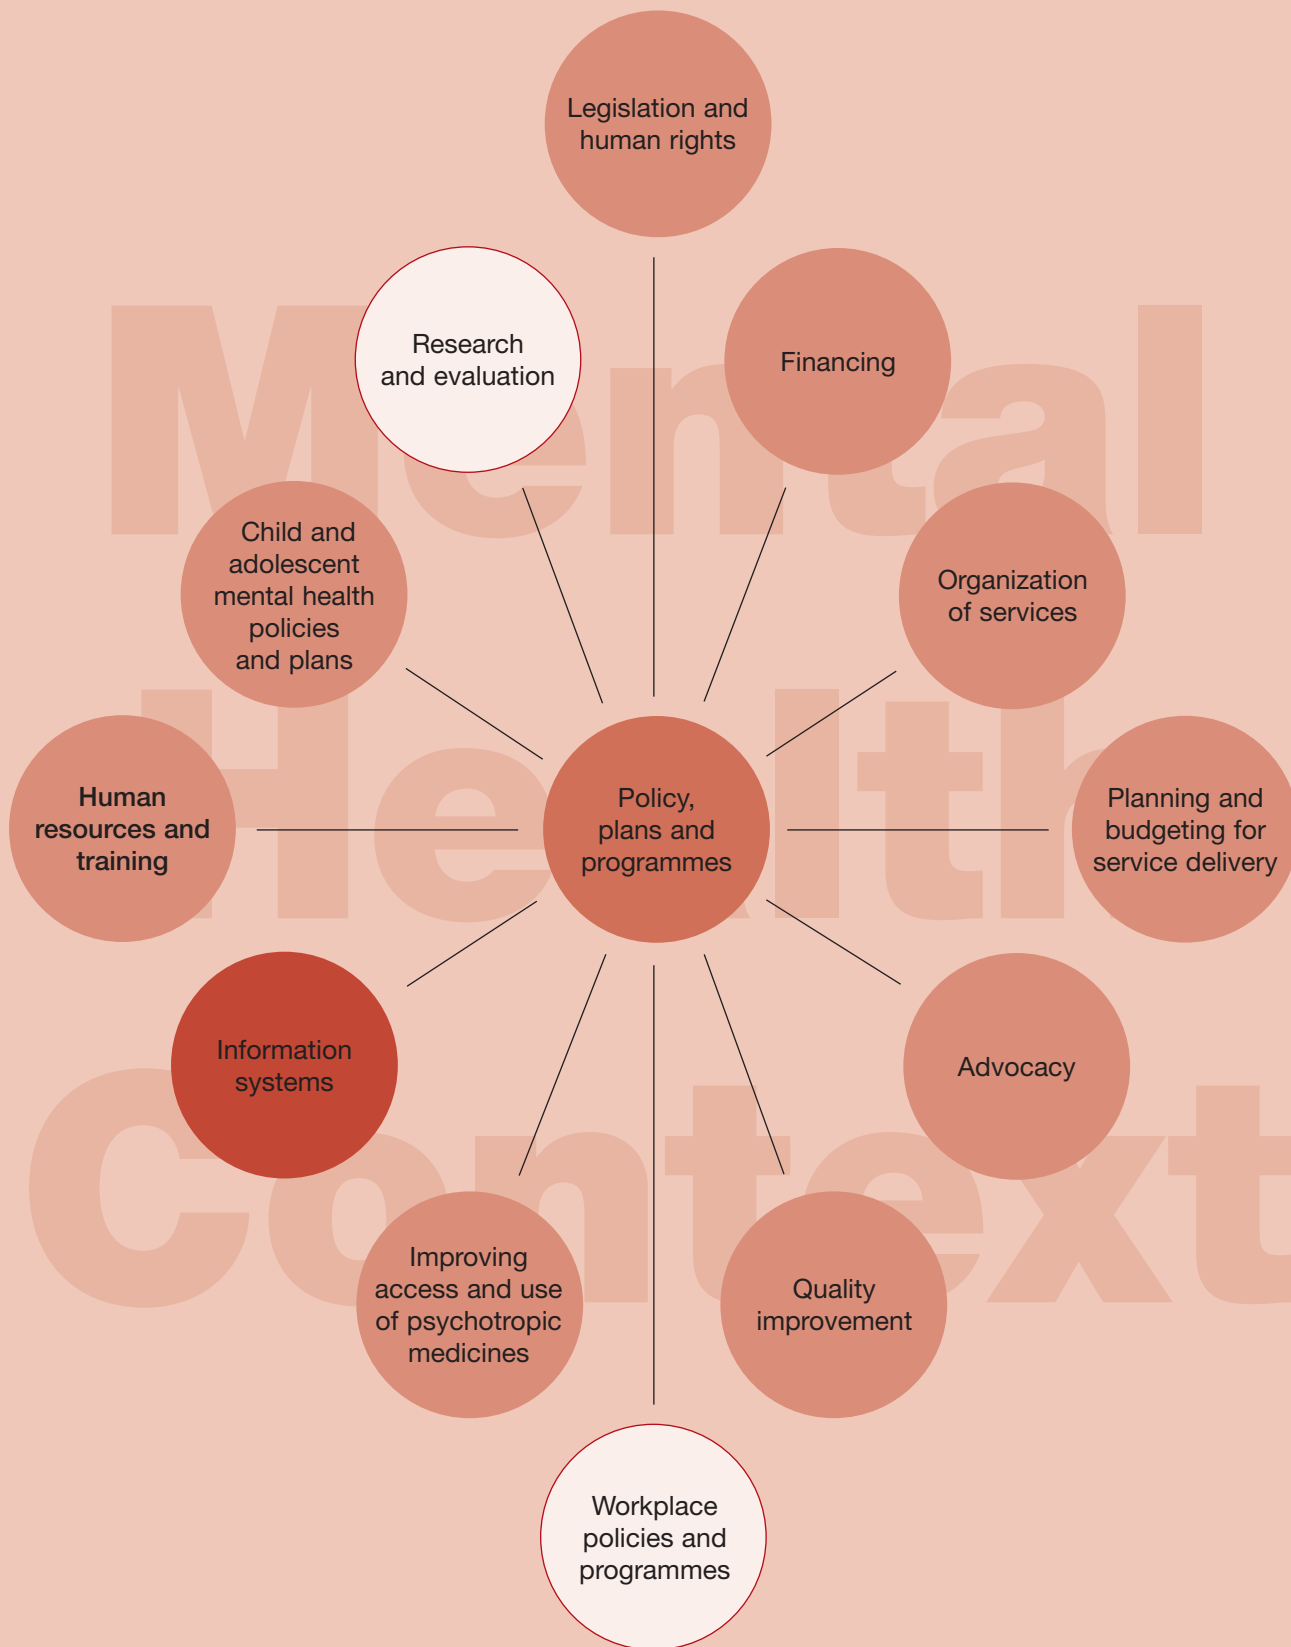 Mental
Health
Context
Legislation and
human rights
Research
and evaluation
Financing
Child and
adolescent
mental health
policies
and plans
Organization
of services
Human
resources and
training
Policy,
plans and
programmes
Planning and
budgeting for
service delivery
Information
systems
Advocacy
Improving
access and use
of psychotropic
medicines
Quality
improvement
Workplace
policies and
programmes